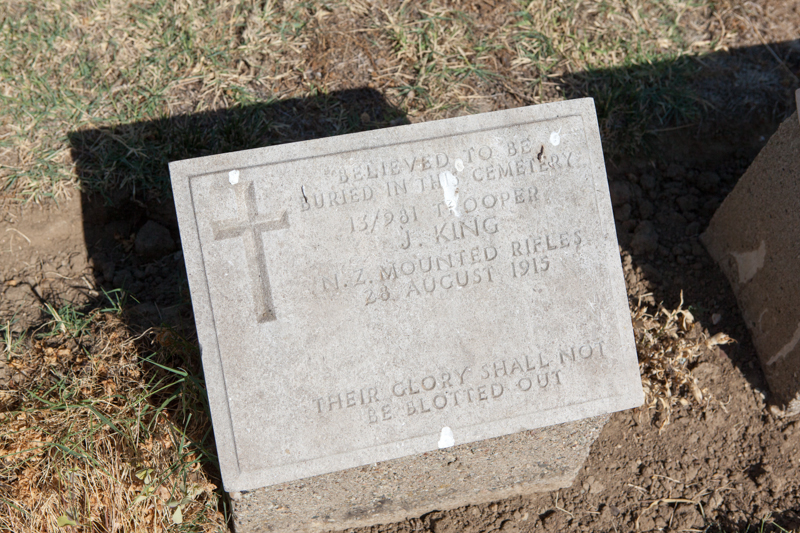 BELIEVED TO BE
BURIED IN THIS CEMETERY
13/981 TROOPER
J. KING
N.Z. MOUNTED RIFLES
28 AUGUST 1915
THEIR GLORY SHALL NOT
BE BLOTTED OUT